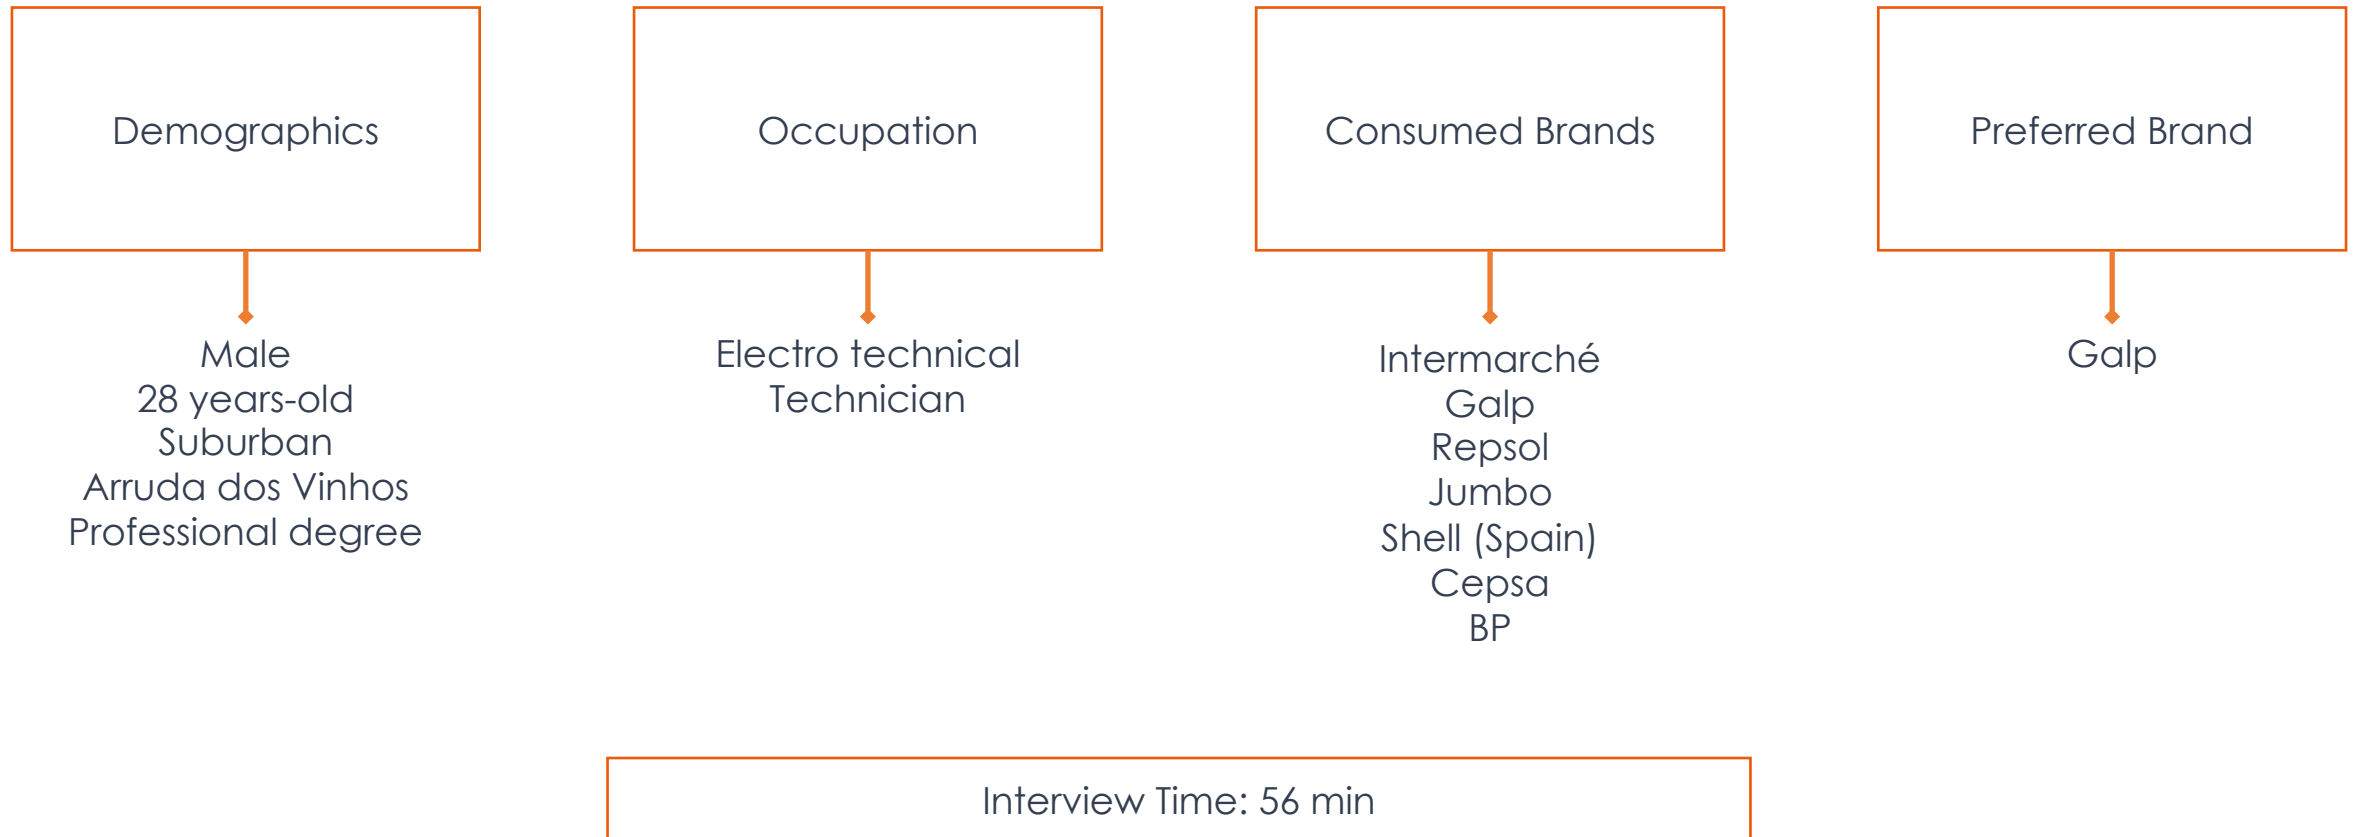 Demographics
Male
28 years-old
Suburban
Arruda dos Vinhos
Professional degree
Occupation
Electro technical
Technician
Consumed Brands
Intermarché
Galp
Repsol
Jumbo
Shell (Spain)
Cepsa
BP
Preferred Brand
Galp
Interview Time: 56 min